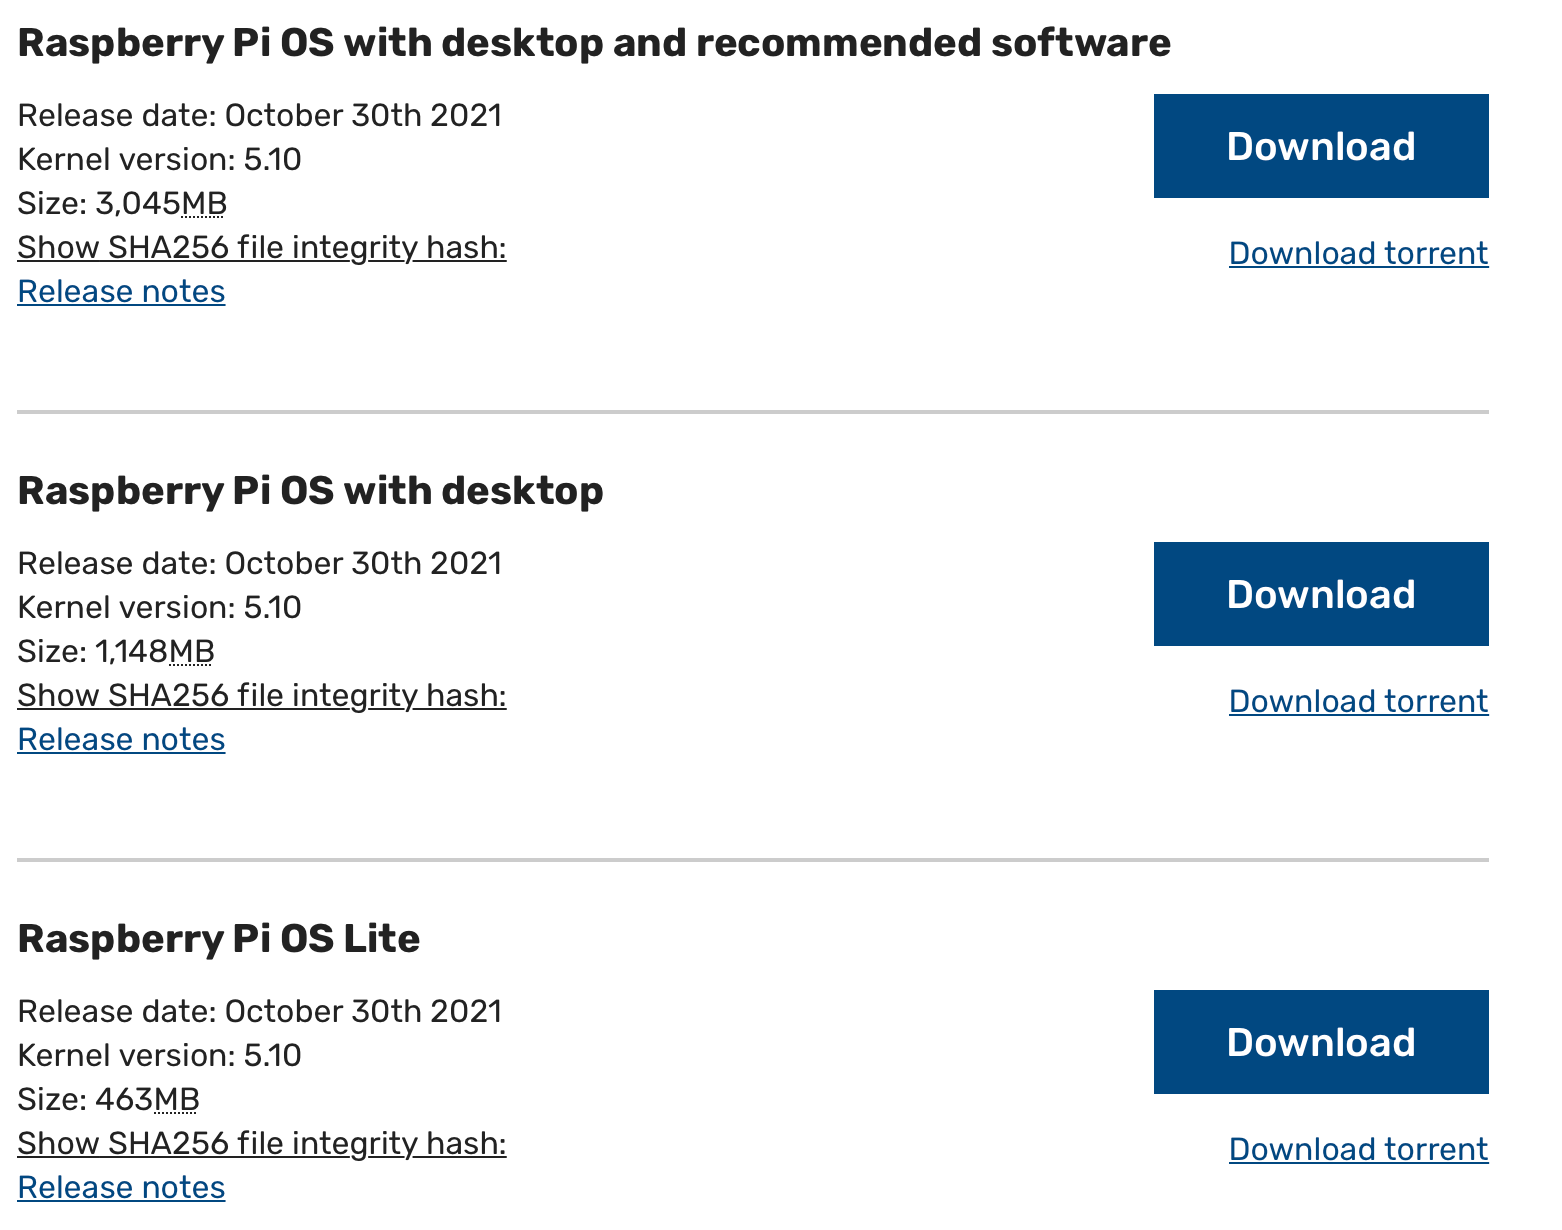 Raspberry Pi OS with desktop and recommended software
Release date: October 30th 2021
Kernel version: 5.10
Size: 3,045MB
Show SHA256 file integrity hash:
Release notes
Download
Download torrent
Raspberry Pi OS with desktop
Release date: October 30th 2021
Kernel version: 5.10
Size: 1,148MB
Show SHA256 file integrity hash:
Release notes
Download
Download torrent
Raspberry Pi OS Lite
Release date: October 30th 2021
Kernel version: 5.10
Size: 463MB
Show SHA256 file integrity hash:
Release notes
Download
Download torrent